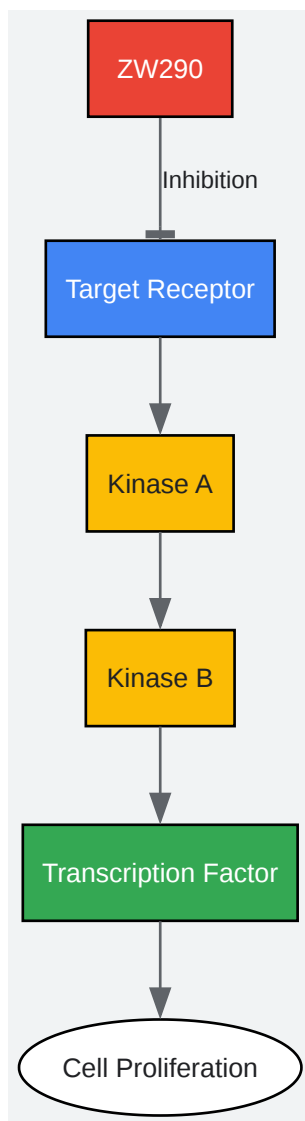 ZW290
Inhibition
Target Receptor
Kinase A
Kinase B
Transcription Factor
Cell Proliferation